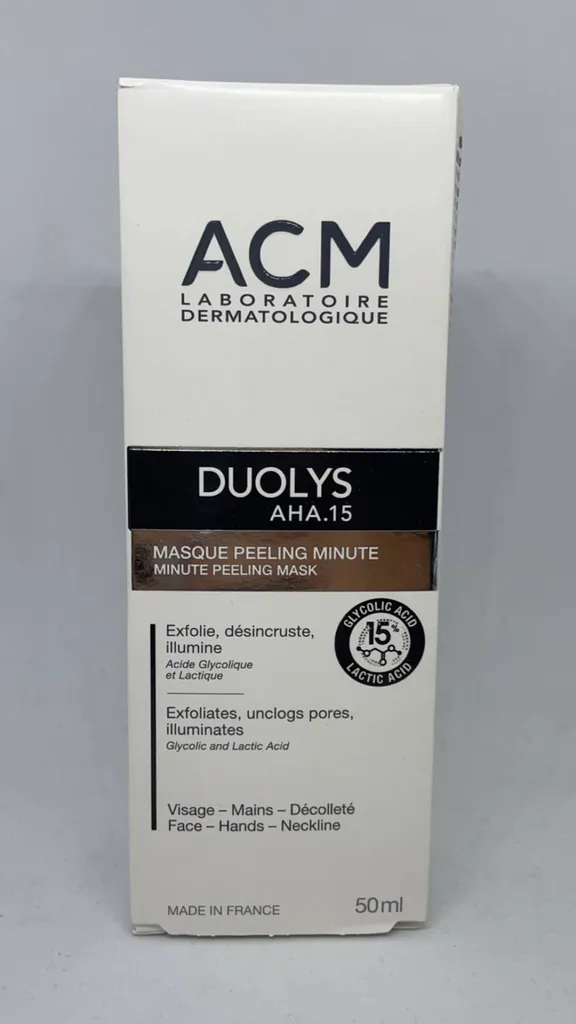 ACM
LABORATOIRE
DERMATOLOGIQUE
DUOLYS
AHA.15
MASQUE PEELING MINUTE
MINUTE PEELING MASK
GLYCOLIC ACID
15%
LACTIC ACID
Exfolie, désincruste,
illumine
Acide Glycolique
et Lactique
Exfoliates, unclogs pores,
illuminates
Glycolic and Lactic Acid
Visage – Mains – Décolleté
Face – Hands – Neckline
MADE IN FRANCE
50ml